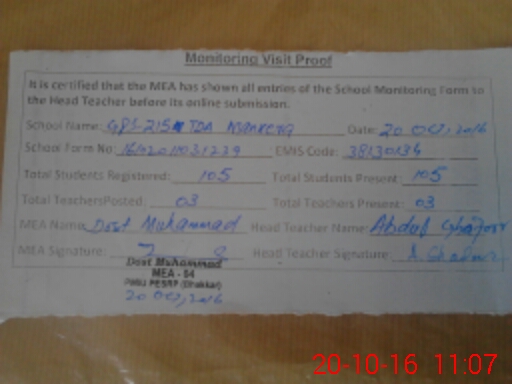 Monitoring Visit Proof
It is certified that the MEA has shown all entries of the School Monitoring Form to
the Head Teacher before its online submission.
School Name: GPS-215 TDA Date: 20 Oct, 2016
School Form No: EMIS Code: 38130134
Total Students Registered: 105 Total Students Present: 105
Total Teachers Posted: 03 Total Teachers Present: 03
MEA Name: Dost Muhammad Head Teacher Name: Abdul Ghafoor
MEA Signature: Head Teacher Signature: A. Ghafoor
Dost Muhammad
MEA - 54
PMIU PESRP (Bhakkar)
20 Oct, 2016
20-10-16 11:07